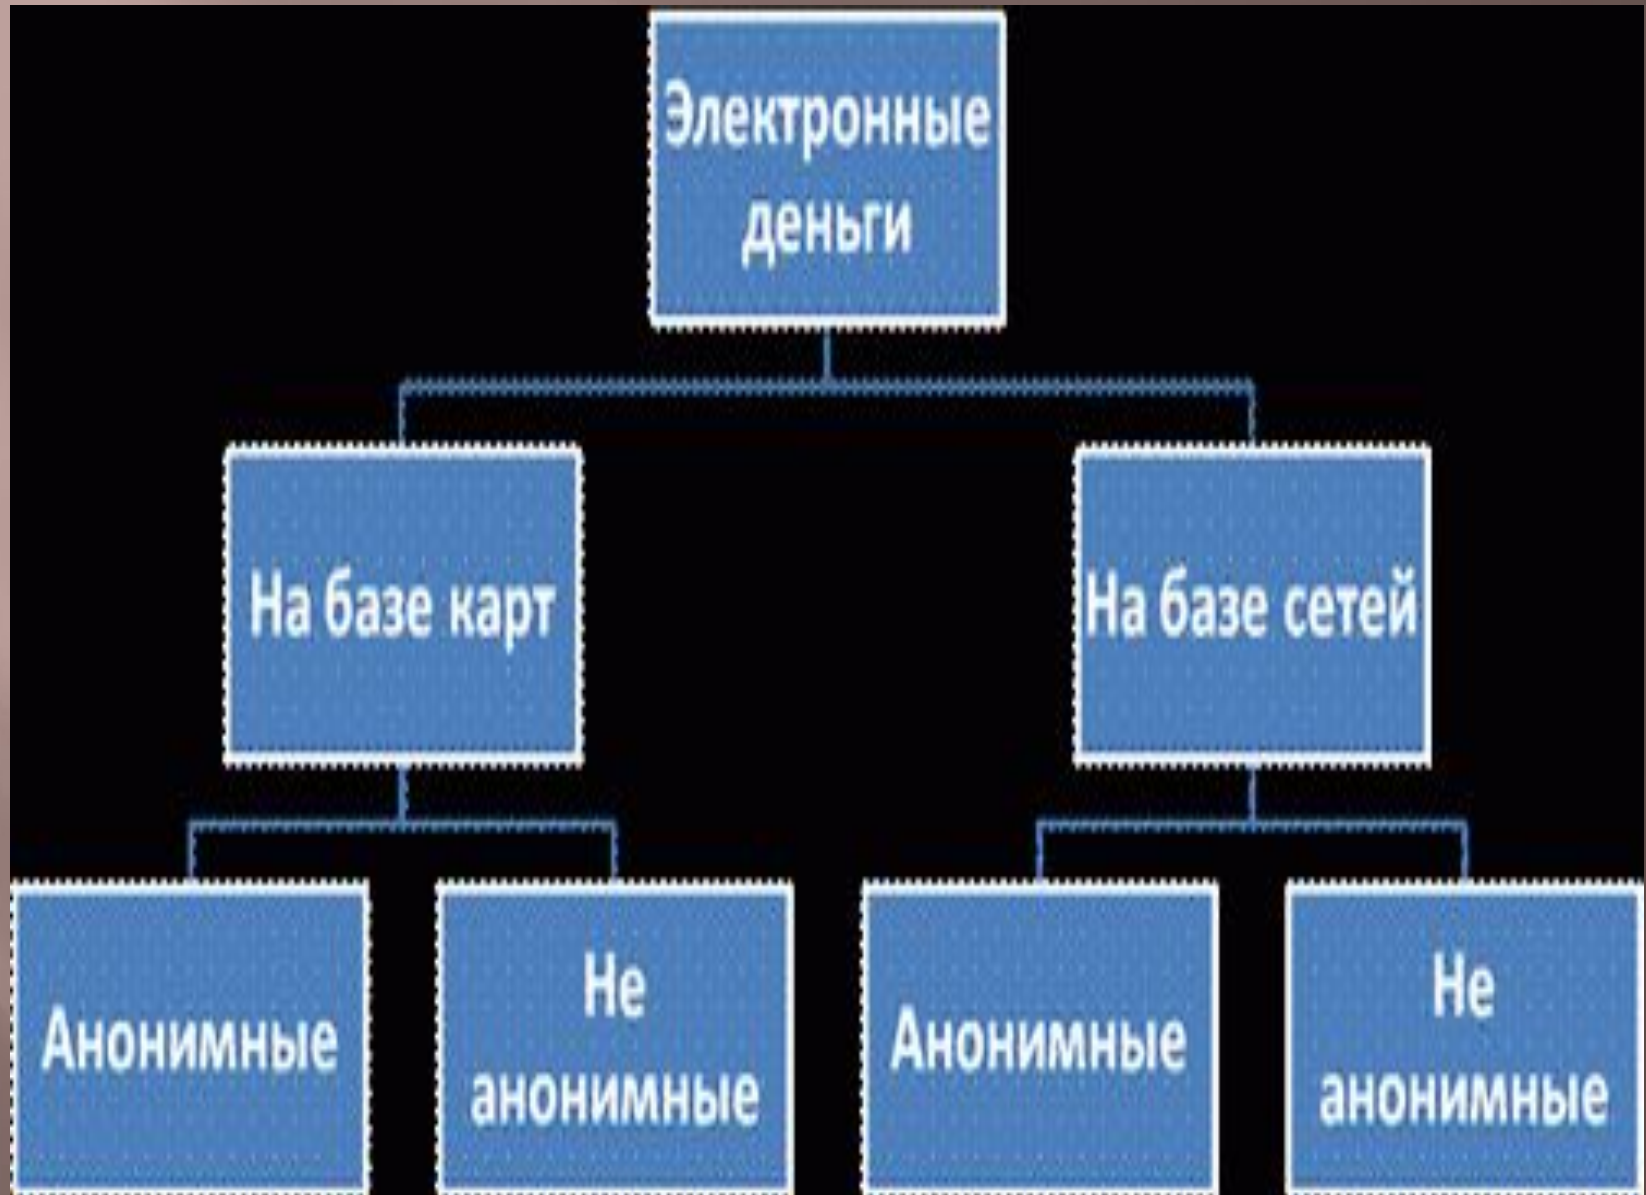 Электронные
деньги
На базе карт
На базе сетей
Анонимные
Не
анонимные
Анонимные
Не
анонимные